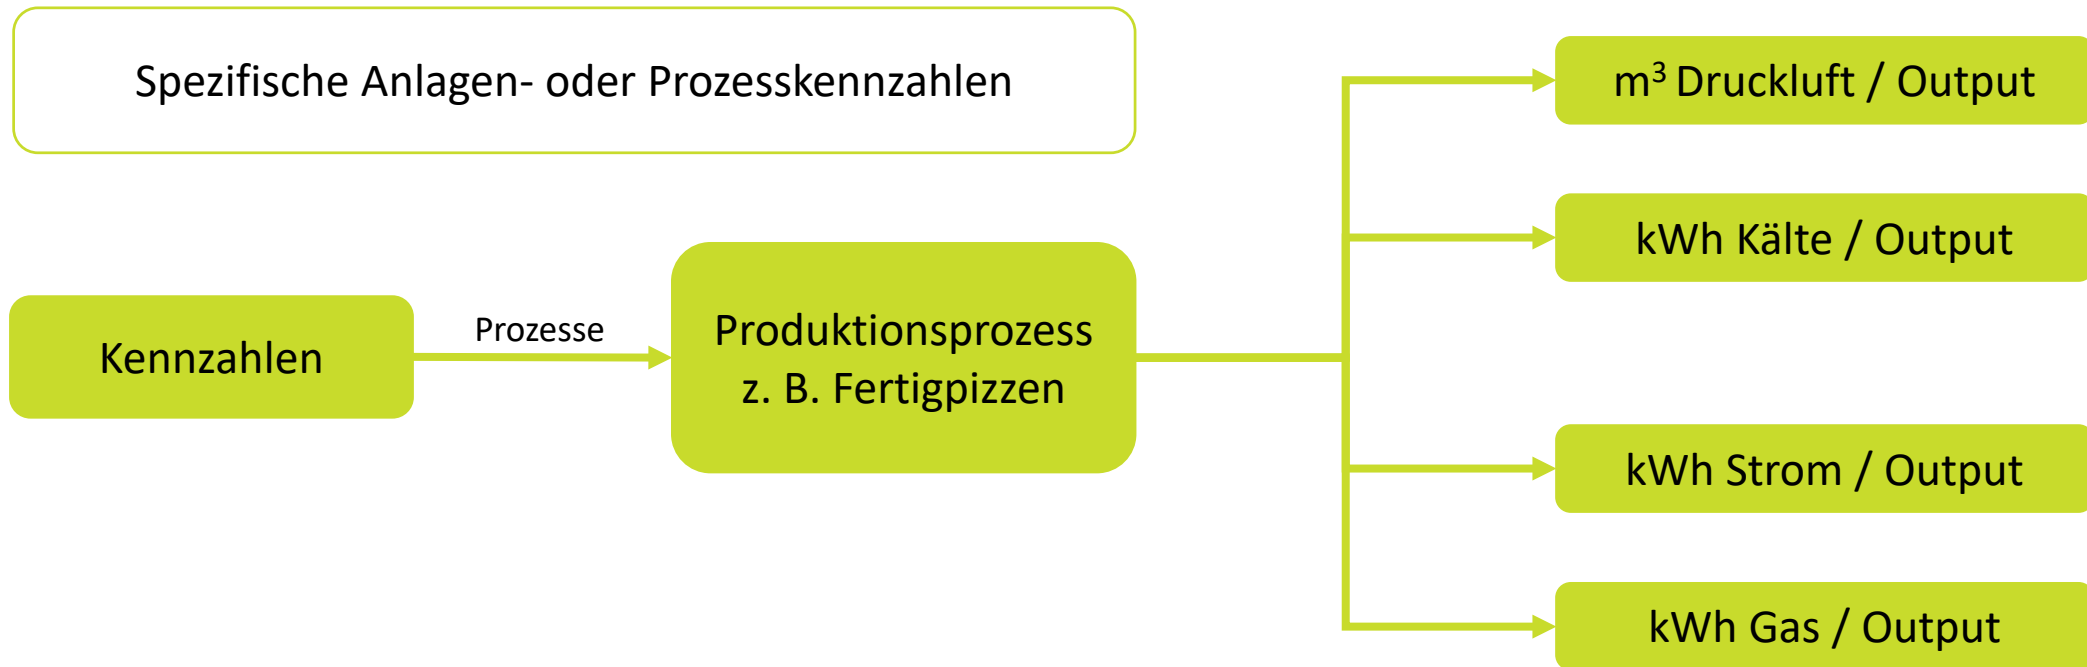 Spezifische Anlagen- oder Prozesskennzahlen
Kennzahlen
Prozesse
Produktionsprozess
z. B. Fertigpizzen
m³ Druckluft / Output
kWh Kälte / Output
kWh Strom / Output
kWh Gas / Output